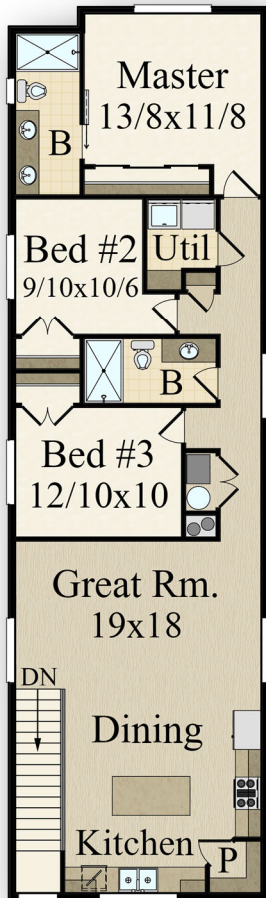 Master
13/8x11/8
B
Bed #2
9/10x10/6
Util
B
Bed #3
12/10x10
Great Rm.
19x18
DN
Dining
Kitchen
P